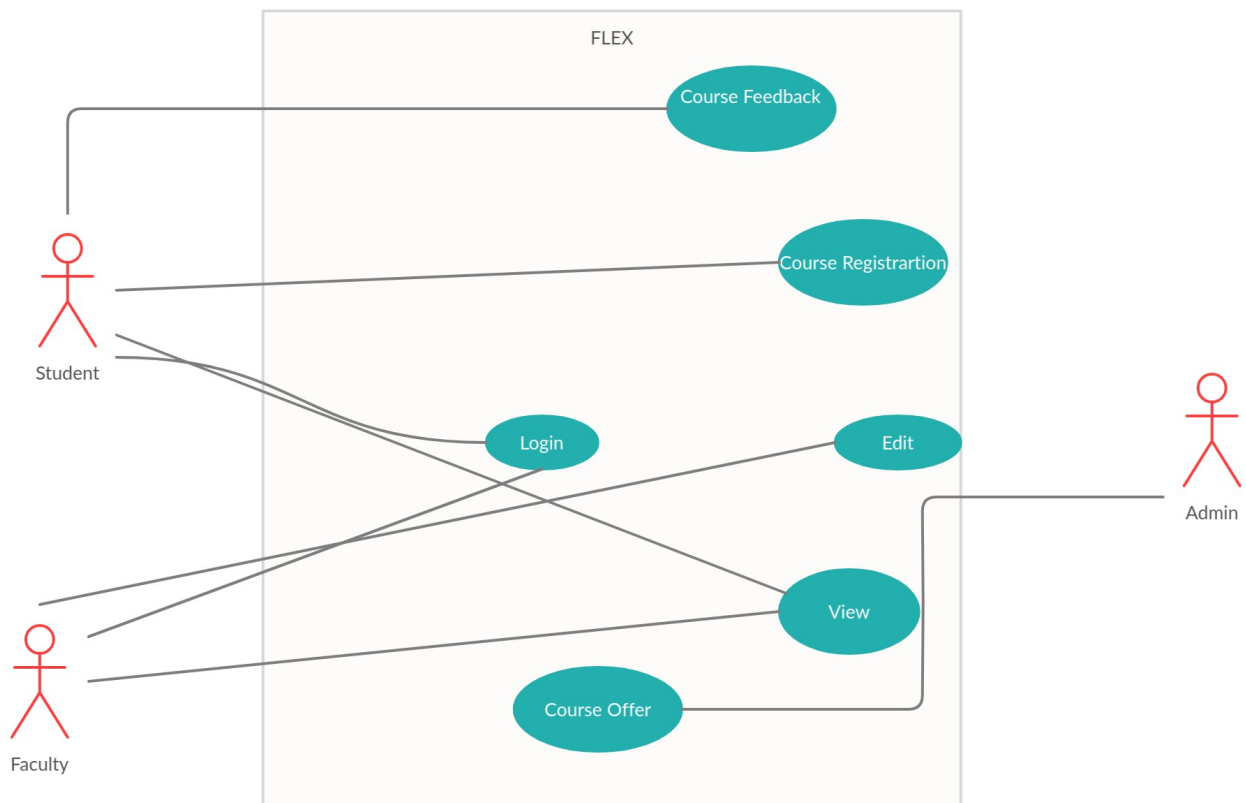 FLEX
Course Feedback
Course Registrartion
Student
Login
Edit
Admin
View
Course Offer
Faculty